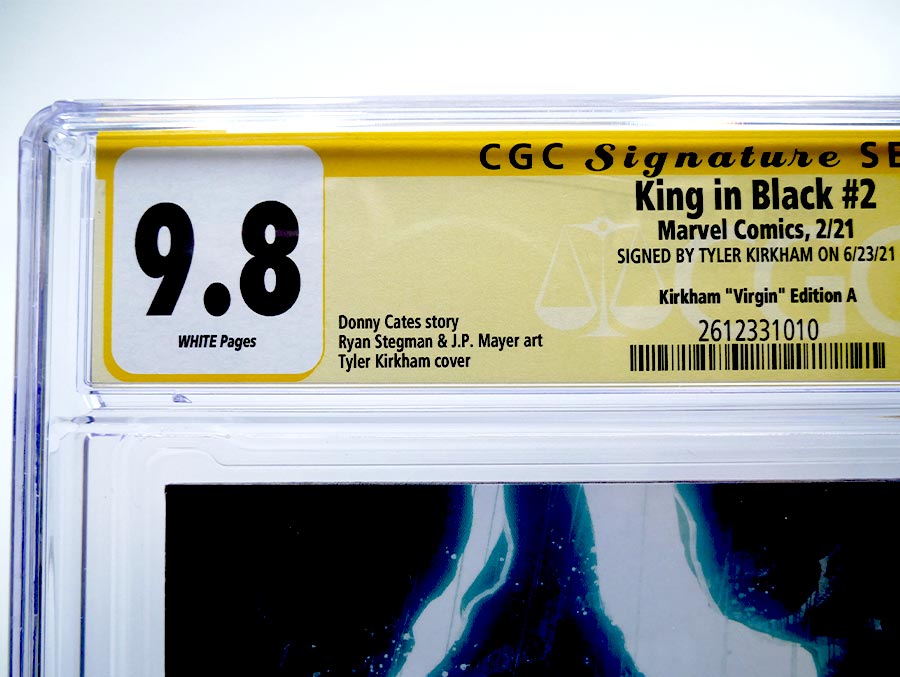 CGC Signature SE
9.8
WHITE Pages
King in Black #2
Marvel Comics, 2/21
SIGNED BY TYLER KIRKHAM ON 6/23/21
Kirkham "Virgin" Edition A
2612331010
Donny Cates story
Ryan Stegman & J.P. Mayer art
Tyler Kirkham cover
CGC